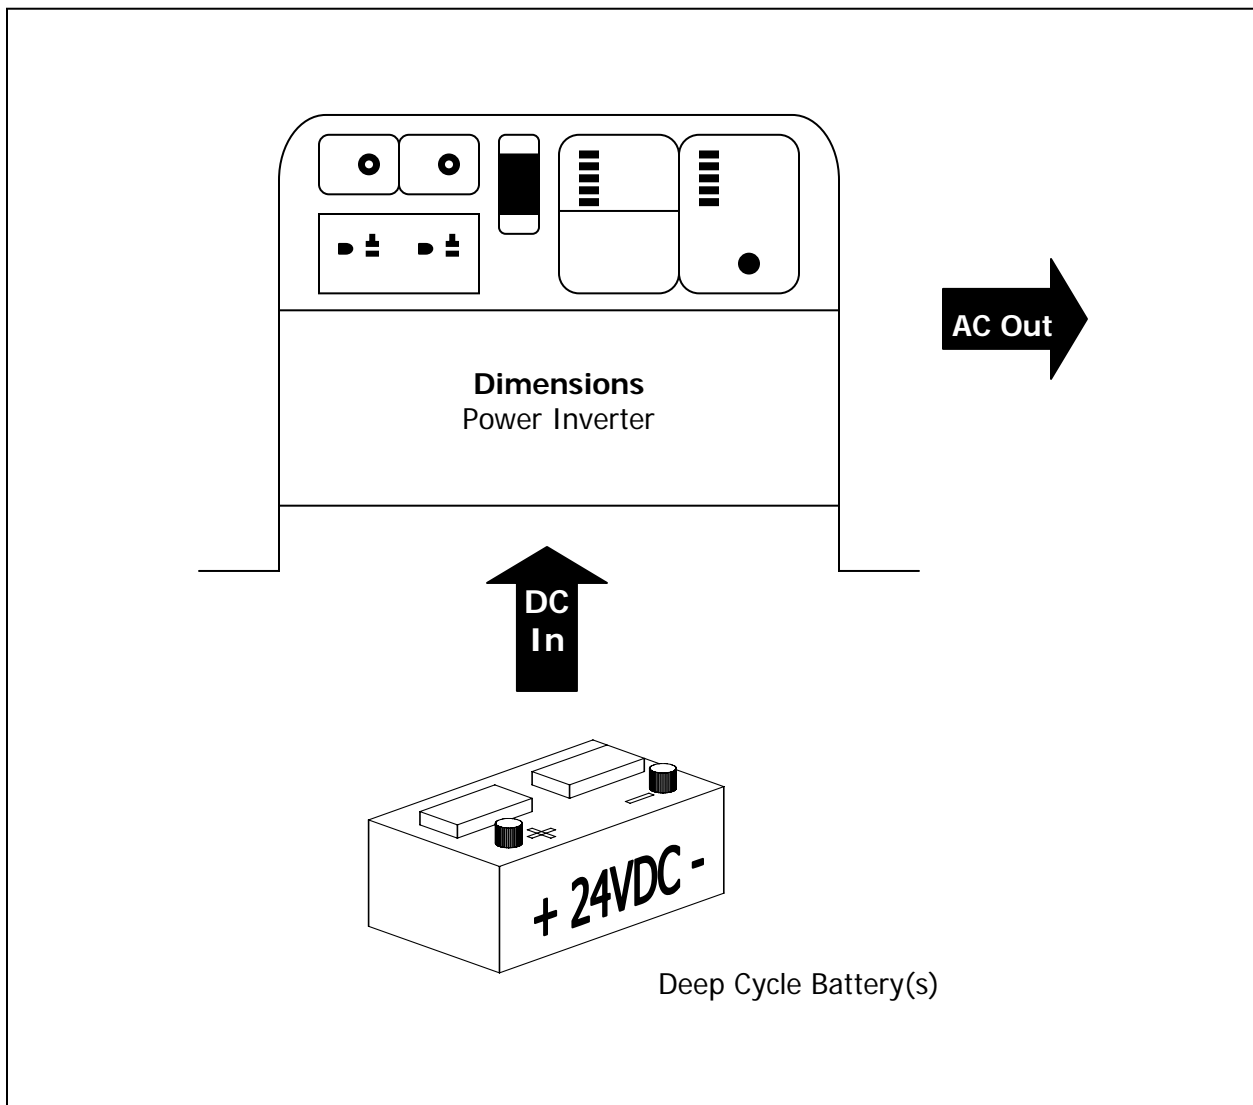 Dimensions
Power Inverter
AC Out
DC
In
+ 24VDC -
Deep Cycle Battery(s)